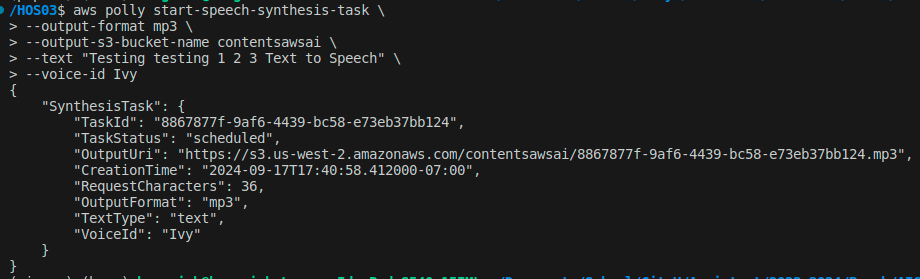 /HOS03$ aws polly start-speech-synthesis-task \
> --output-format mp3 \
> --output-s3-bucket-name contentsawsai \
> --text "Testing testing 1 2 3 Text to Speech" \
> --voice-id Ivy
{
    "SynthesisTask": {
        "TaskId": "8867877f-9af6-4439-bc58-e73eb37bb124",
        "TaskStatus": "scheduled",
        "OutputUri": "https://s3.us-west-2.amazonaws.com/contentsawsai/8867877f-9af6-4439-bc58-e73eb37bb124.mp3",
        "CreationTime": "2024-09-17T17:40:58.412000-07:00",
        "RequestCharacters": 36,
        "OutputFormat": "mp3",
        "TextType": "text",
        "VoiceId": "Ivy"
    }
}